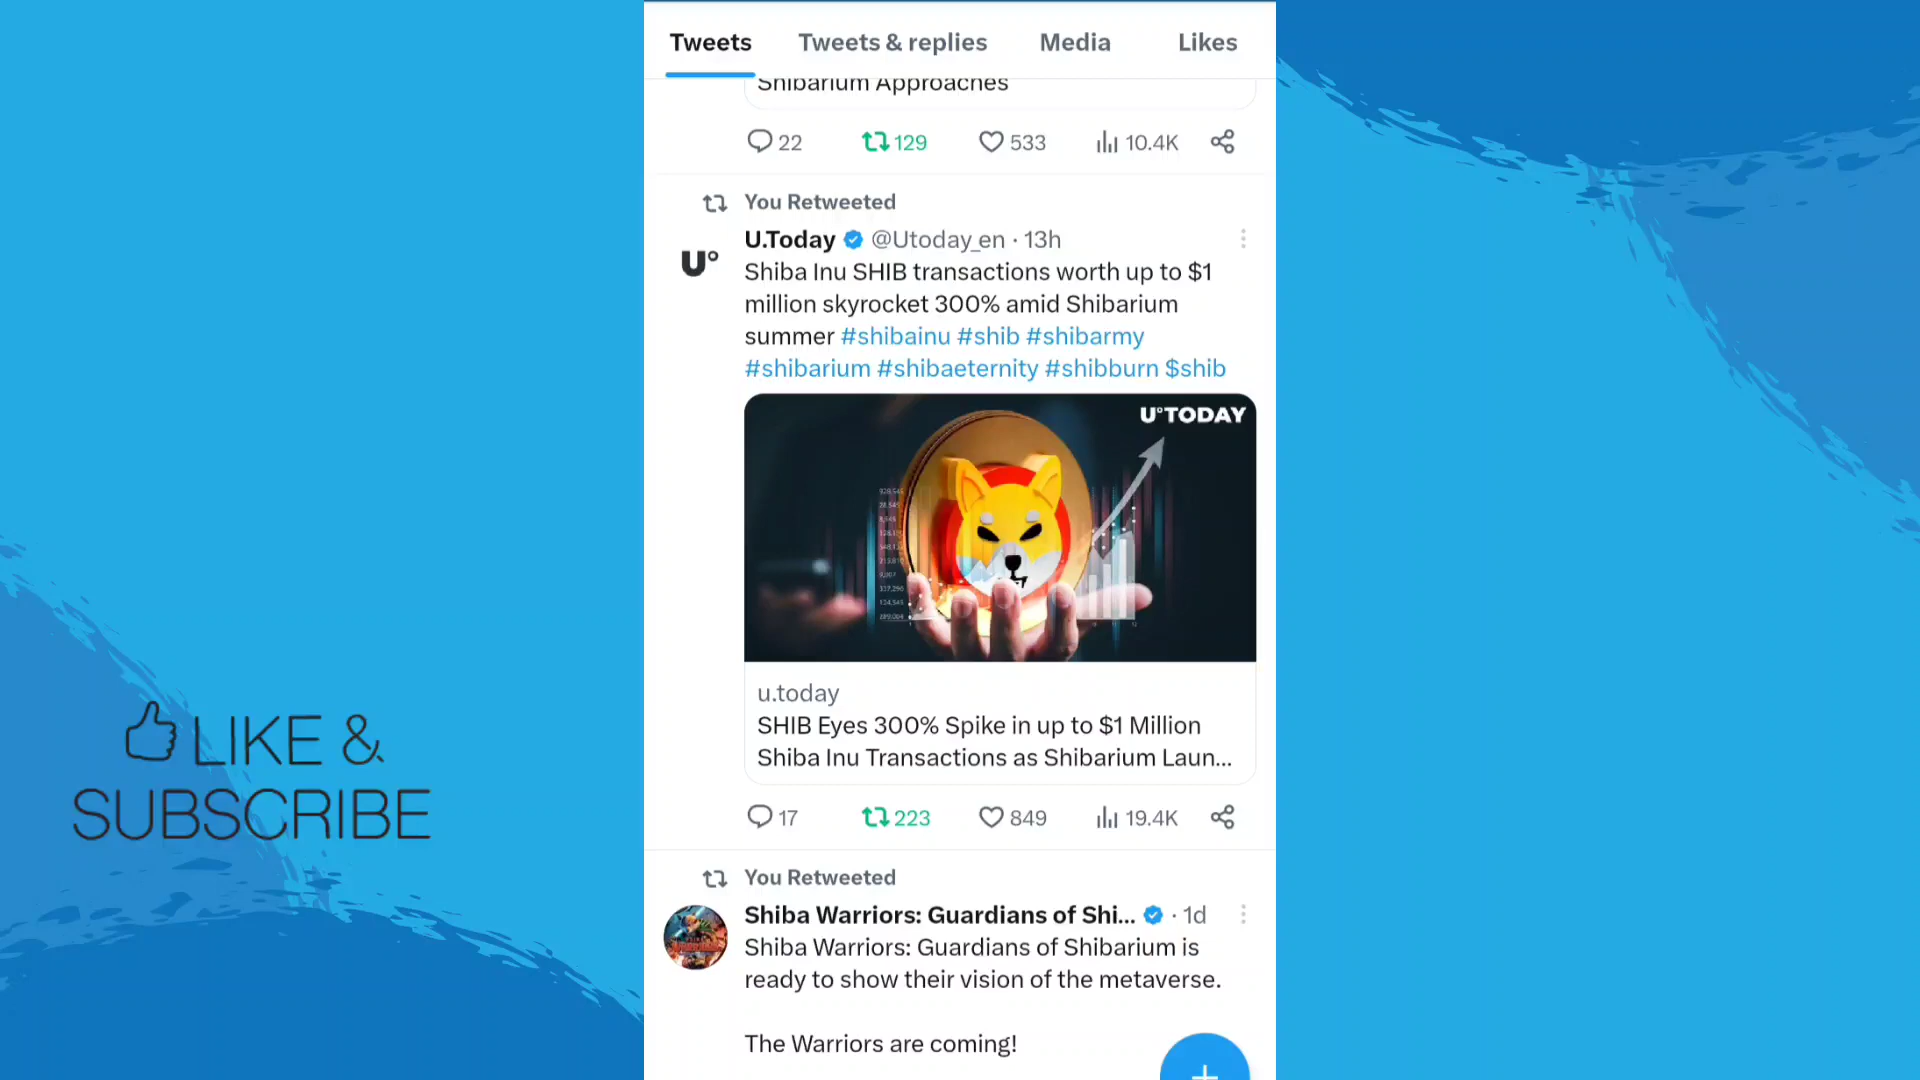 Tweets Tweets & replies Media Likes
Shibarium Approaches
22 129 533 10.4K
You Retweeted
U.Today @Utoday_en · 13h
Shiba Inu SHIB transactions worth up to $1
million skyrocket 300% amid Shibarium
summer #shibainu #shib #shibarmy
#shibarium #shibaeternity #shibburn $shib
U°TODAY
u.today
SHIB Eyes 300% Spike in up to $1 Million
Shiba Inu Transactions as Shibarium Laun...
17 223 849 19.4K
You Retweeted
Shiba Warriors: Guardians of Shi... · 1d
Shiba Warriors: Guardians of Shibarium is
ready to show their vision of the metaverse.
The Warriors are coming!
LIKE &
SUBSCRIBE